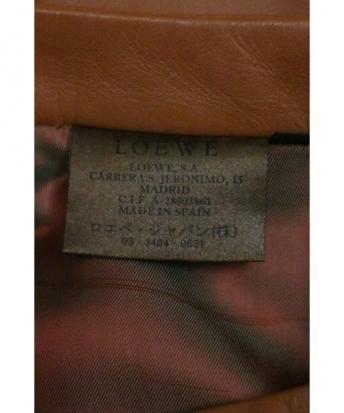 LOEWE
LOEWE, S.A.
CARRERA S. JERONIMO, 15
MADRID
C.I.F. A-28003861
MADE IN SPAIN
ロエベ・ジャパン(株)
03-3404-0631